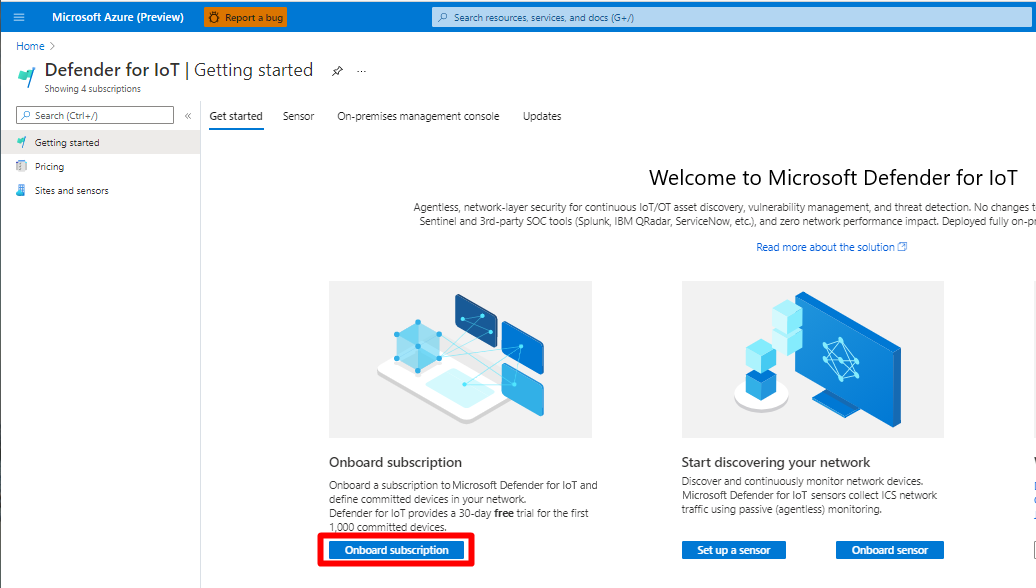 Microsoft Azure (Preview)
Report a bug
Search resources, services, and docs (G+/)
Home
Defender for IoT | Getting started
Showing 4 subscriptions
Search (Ctrl+/)
Getting started
Pricing
Sites and sensors
Get started
Sensor
On-premises management console
Updates
Welcome to Microsoft Defender for IoT
Agentless, network-layer security for continuous IoT/OT asset discovery, vulnerability management, and threat detection. No changes
Sentinel and 3rd-party SOC tools (Splunk, IBM QRadar, ServiceNow, etc.), and zero network performance impact. Deployed fully
Read more about the solution
Onboard subscription
Onboard a subscription to Microsoft Defender for IoT and
define committed devices in your network.
Defender for IoT provides a 30-day free trial for the first
1,000 committed devices.
Onboard subscription
Start discovering your network
Discover and continuously monitor network devices.
Microsoft Defender for IoT sensors collect ICS network
traffic using passive (agentless) monitoring.
Set up a sensor
Onboard sensor